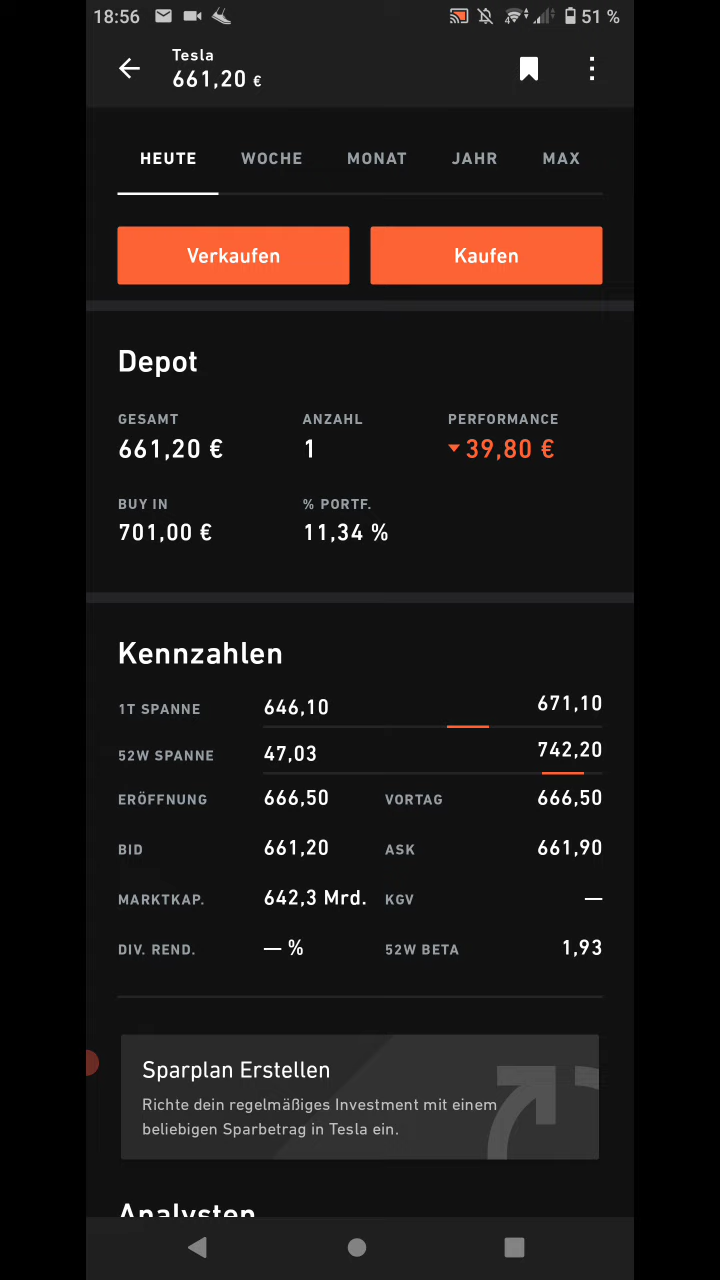 18:56 51 %
Tesla
661,20 €
HEUTE WOCHE MONAT JAHR MAX
Verkaufen Kaufen
Depot
GESAMT ANZAHL PERFORMANCE
661,20 € 1 39,80 €
BUY IN % PORTF.
701,00 € 11,34 %
Kennzahlen
1T SPANNE 646,10 671,10
52W SPANNE 47,03 742,20
ERÖFFNUNG 666,50 VORTAG 666,50
BID 661,20 ASK 661,90
MARKTKAP. 642,3 Mrd. KGV —
DIV. REND. — % 52W BETA 1,93
Sparplan Erstellen
Richte dein regelmäßiges Investment mit einem
beliebigen Sparbetrag in Tesla ein.
Analysten